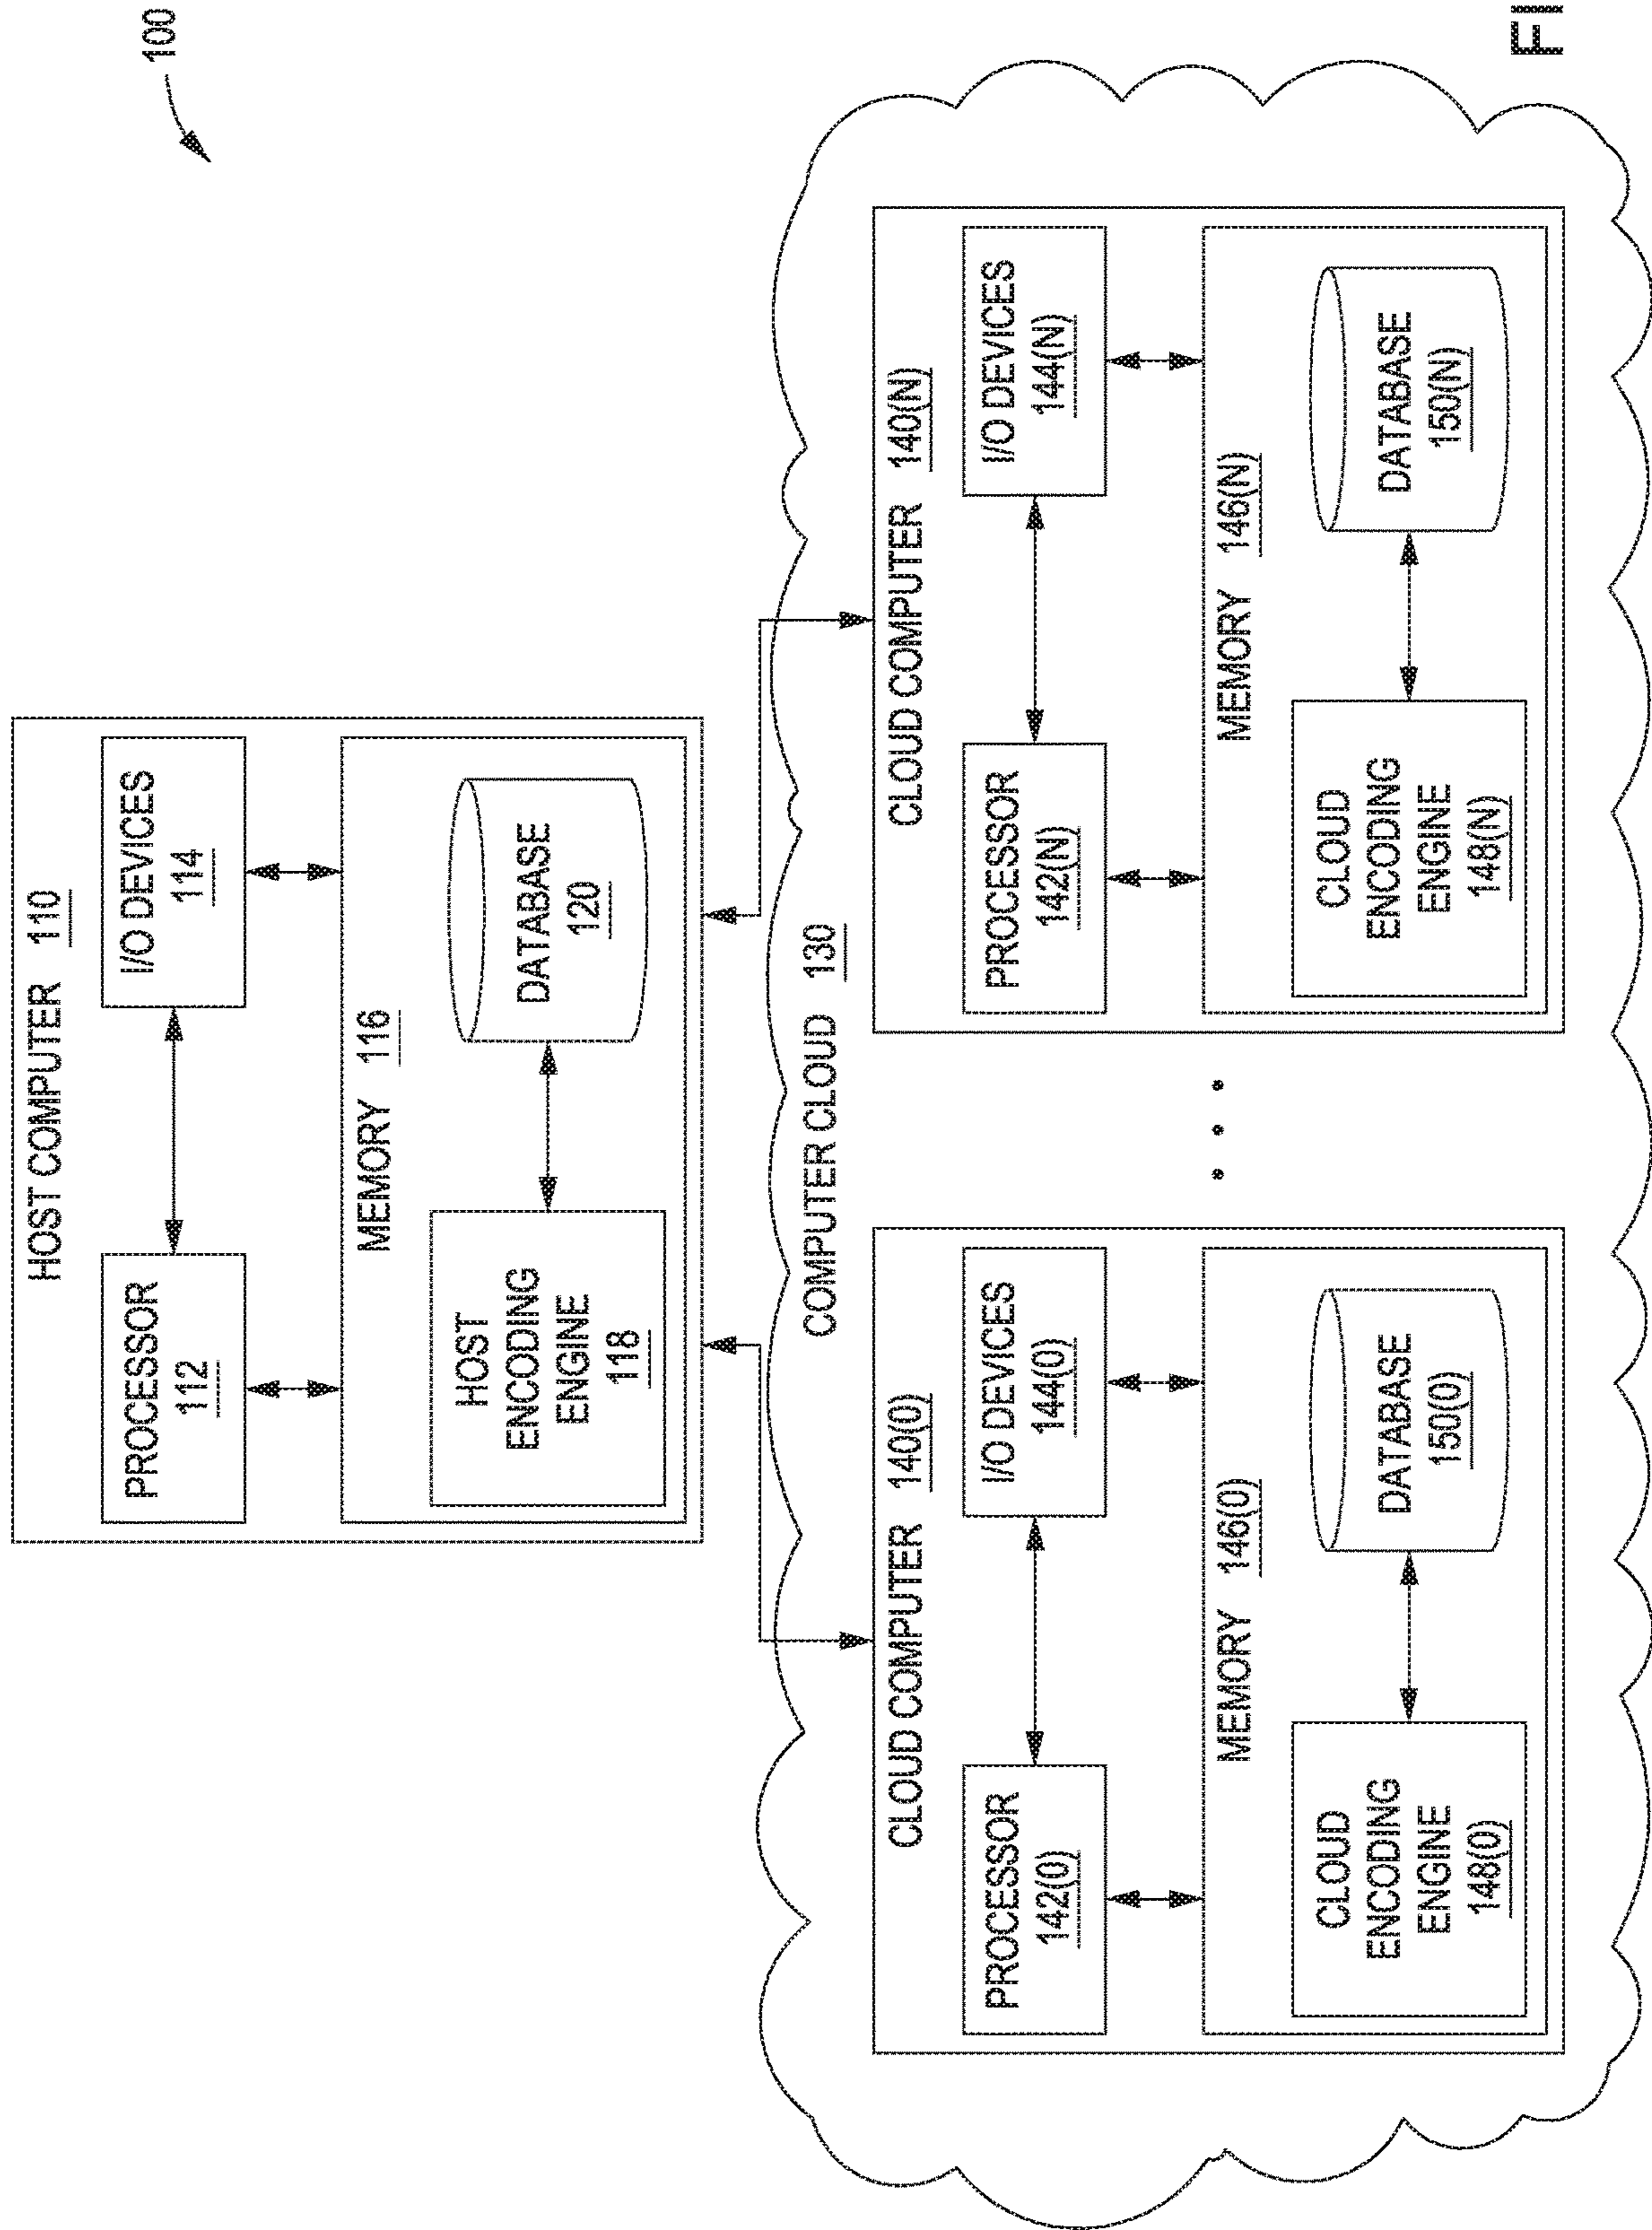 100
HOST COMPUTER 110
PROCESSOR
112
I/O DEVICES
114
MEMORY 116
HOST
ENCODING
ENGINE
118
DATABASE
120
COMPUTER CLOUD 130
CLOUD COMPUTER 140(0)
PROCESSOR
142(0)
I/O DEVICES
144(0)
MEMORY 146(0)
CLOUD
ENCODING
ENGINE
148(0)
DATABASE
150(0)
CLOUD COMPUTER 140(N)
PROCESSOR
142(N)
I/O DEVICES
144(N)
MEMORY 146(N)
CLOUD
ENCODING
ENGINE
148(N)
DATABASE
150(N)